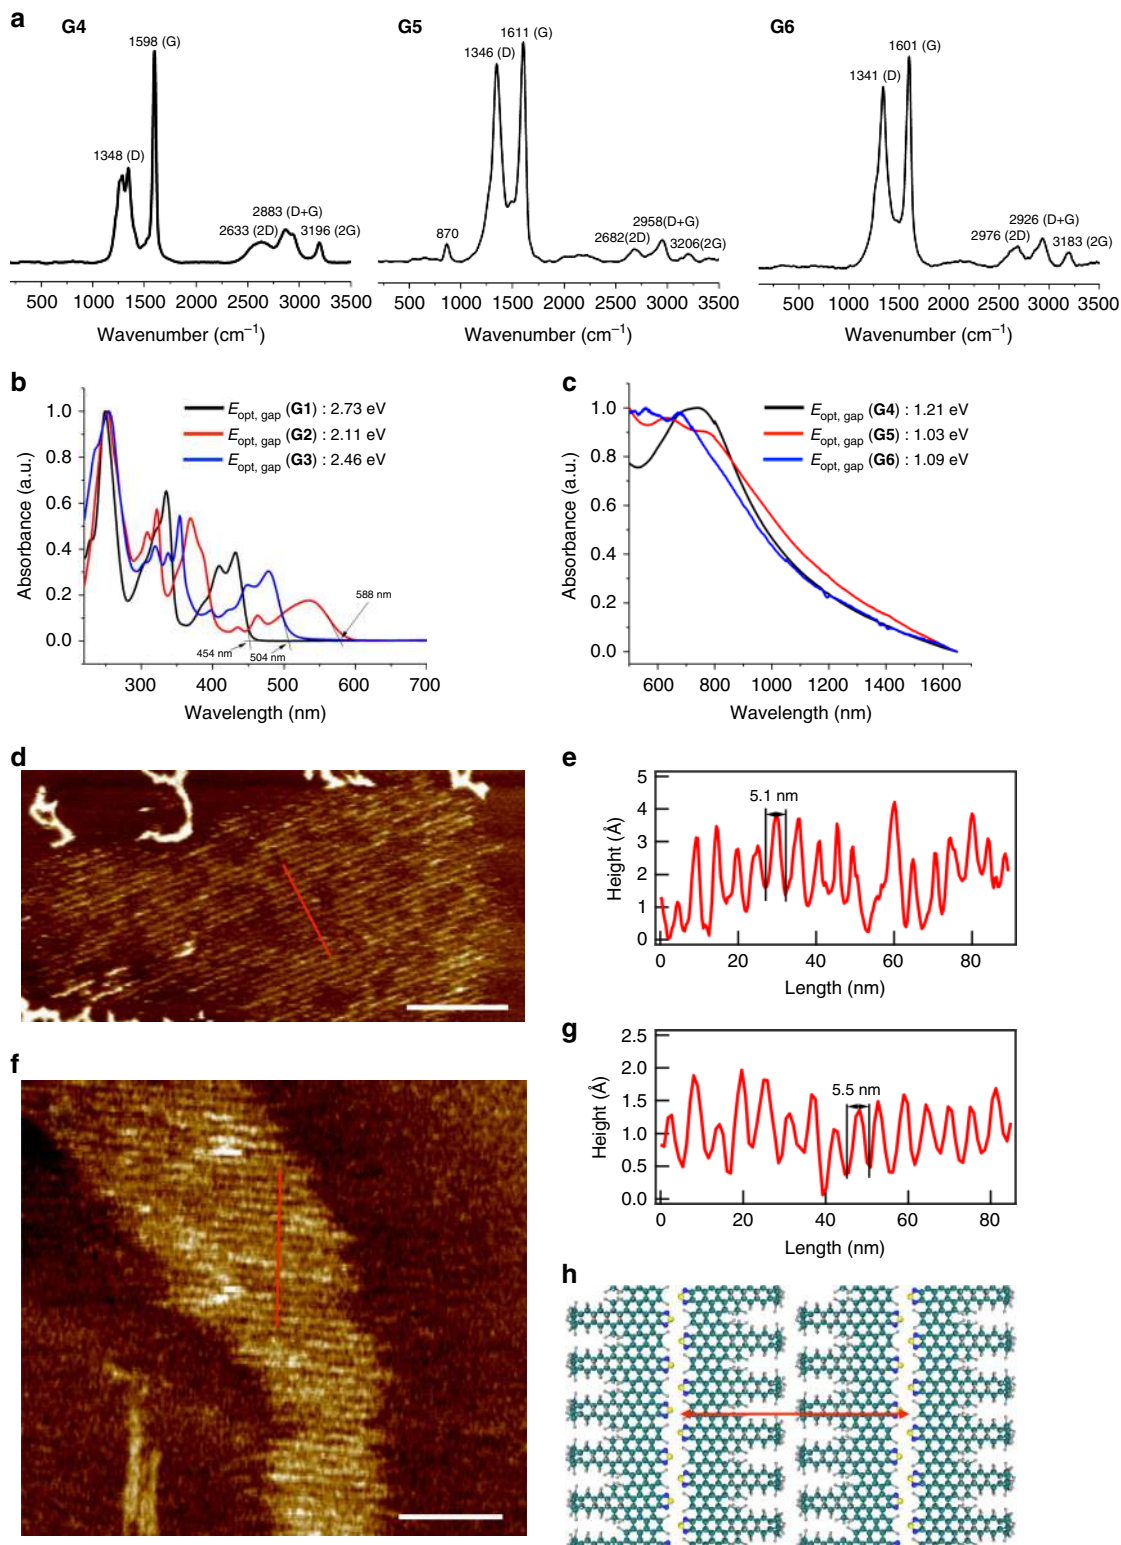 a
G4
G5
G6
1598 (G)
1348 (D)
2883 (D+G)
2633 (2D)
3196 (2G)
500 1000 1500 2000 2500 3000 3500
Wavenumber (cm⁻¹)
1611 (G)
1346 (D)
870
2958(D+G)
2682(2D)
3206(2G)
500 1000 1500 2000 2500 3000 3500
Wavenumber (cm⁻¹)
1601 (G)
1341 (D)
2926 (D+G)
2976 (2D)
3183 (2G)
500 1000 1500 2000 2500 3000 3500
Wavenumber (cm⁻¹)
b
Absorbance (a.u.)
1.0
0.8
0.6
0.4
0.2
0.0
E opt, gap (G1) : 2.73 eV
E opt, gap (G2) : 2.11 eV
E opt, gap (G3) : 2.46 eV
588 nm
454 nm
504 nm
300 400 500 600 700
Wavelength (nm)
c
Absorbance (a.u.)
1.0
0.8
0.6
0.4
0.2
0.0
E opt, gap (G4) : 1.21 eV
E opt, gap (G5) : 1.03 eV
E opt, gap (G6) : 1.09 eV
600 800 1000 1200 1400 1600
Wavelength (nm)
d
e
Height (Å)
5
4
3
2
1
0
5.1 nm
0 20 40 60 80
Length (nm)
f
g
Height (Å)
2.5
2.0
1.5
1.0
0.5
0.0
5.5 nm
0 20 40 60 80
Length (nm)
h